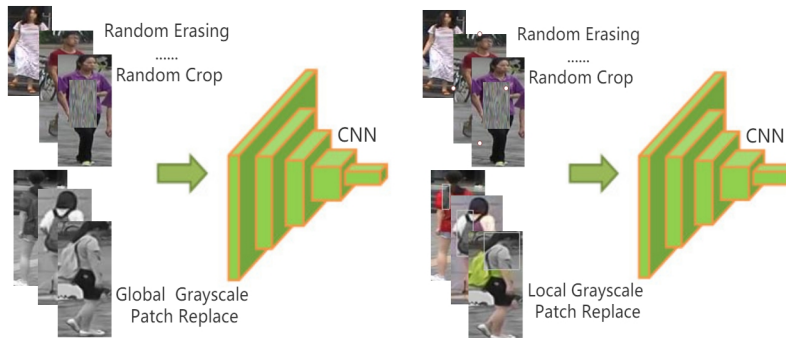 Random Erasing
......
Random Crop
CNN
Global Grayscale
Patch Replace
Random Erasing
......
Random Crop
CNN
Local Grayscale
Patch Replace